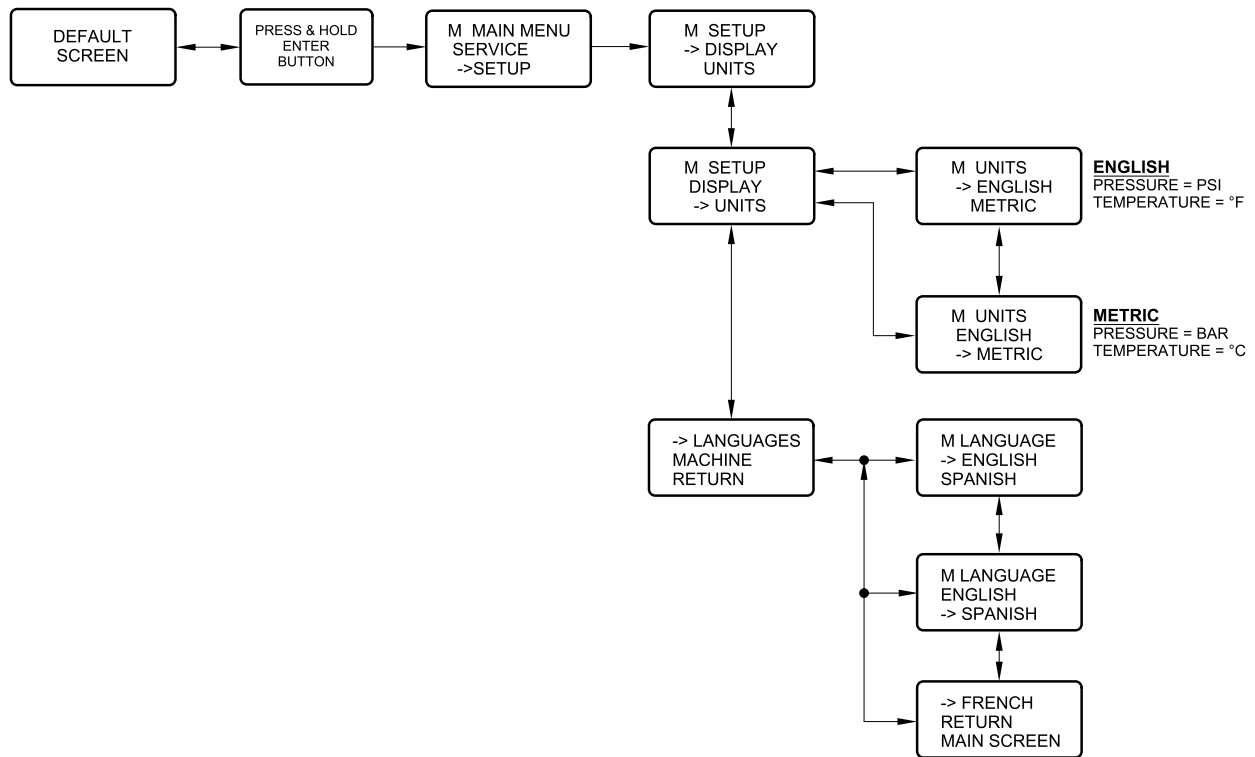 DEFAULT
SCREEN
PRESS & HOLD
ENTER
BUTTON
M MAIN MENU
SERVICE
->SETUP
M SETUP
-> DISPLAY
UNITS
M SETUP
DISPLAY
-> UNITS
M UNITS
-> ENGLISH
METRIC
ENGLISH
PRESSURE = PSI
TEMPERATURE = °F
M UNITS
ENGLISH
-> METRIC
METRIC
PRESSURE = BAR
TEMPERATURE = °C
-> LANGUAGES
MACHINE
RETURN
M LANGUAGE
-> ENGLISH
SPANISH
M LANGUAGE
ENGLISH
-> SPANISH
-> FRENCH
RETURN
MAIN SCREEN